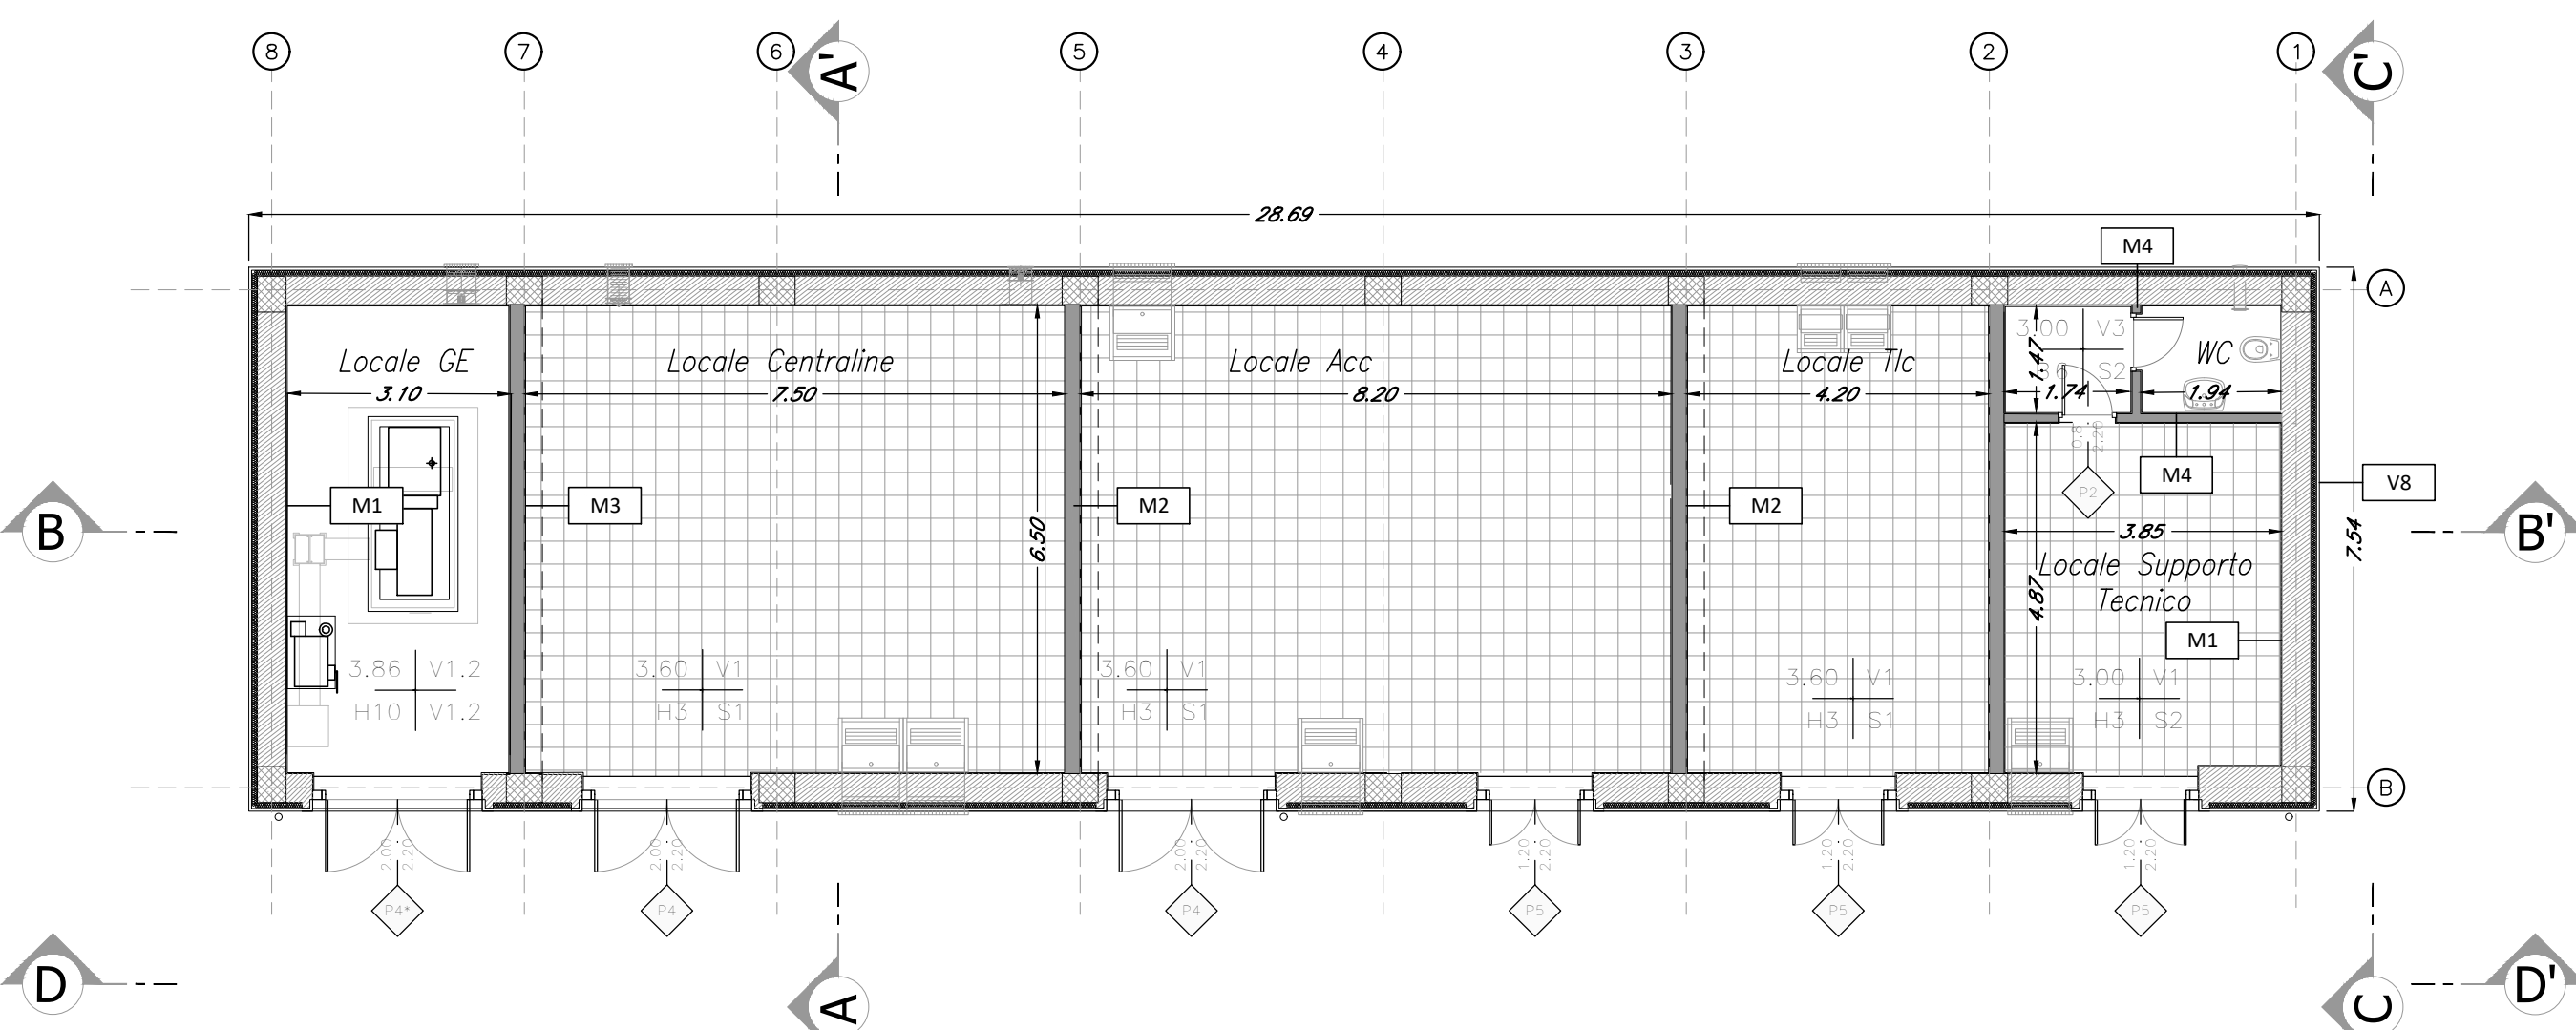 8 7 6 5 4 3 2 1
A' C'
28.69
M4
A
3.00 V3
S2
1.47
Locale GE Locale Centraline Locale Acc Locale Tlc WC
3.10 7.50 8.20 4.20 1.74 1.94
2.20
M4
V8
P2
M1 M3 M2 M2
B B'
6.50
3.85
7.54
Locale Supporto
Tecnico
4.87
M1
3.86 V1.2
H10 V1.2
3.60 V1
H3 S1
3.60 V1
H3 S1
3.60 V1
H3 S1
3.00 V1
H3 S2
B
2.00 2.00 2.00 1.20 1.20 1.20
2.20 2.20 2.20 2.20 2.20 2.20
P4* P4 P4 P5 P5 P5
D D'
A C